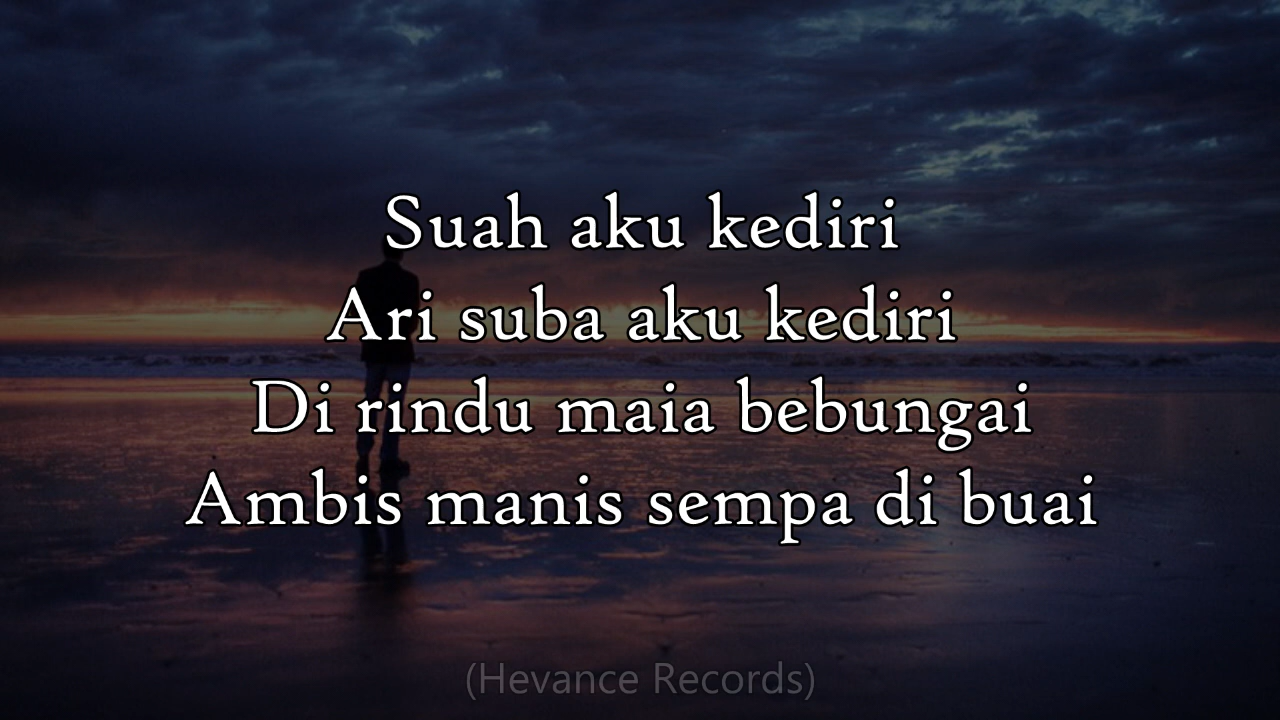 Suah aku kediri
Ari suba aku kediri
Di rindu maia bebungai
Ambis manis sempa di buai
(Hevance Records)